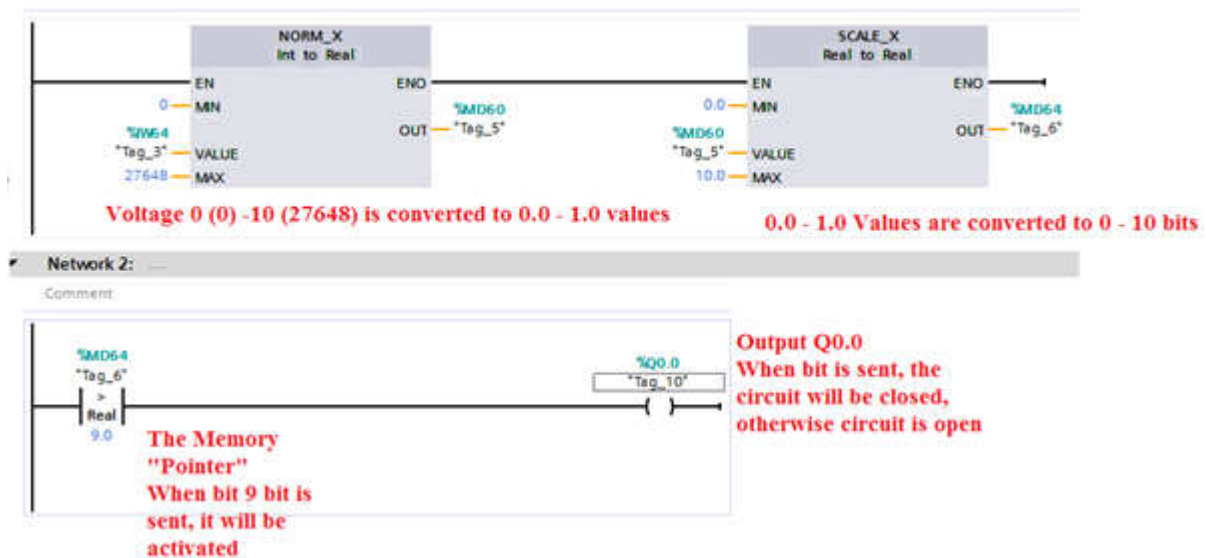 NORM_X
Int to Real
SCALE_X
Real to Real
EN
ENO
EN
ENO
0
MIN
%MD60
0.0
MIN
%MD64
%IW64
OUT
"Tag_5"
%MD60
OUT
"Tag_6"
"Tag_3"
VALUE
"Tag_5"
VALUE
27648
MAX
10.0
MAX
Voltage 0 (0) -10 (27648) is converted to 0.0 - 1.0 values
0.0 - 1.0 Values are converted to 0 - 10 bits
Network 2:
Comment
%MD64
"Tag_6"
>
Real
9.0
%Q0.0
"Tag_10"
Output Q0.0
When bit is sent, the
circuit will be closed,
otherwise circuit is open
The Memory
"Pointer"
When bit 9 bit is
sent, it will be
activated